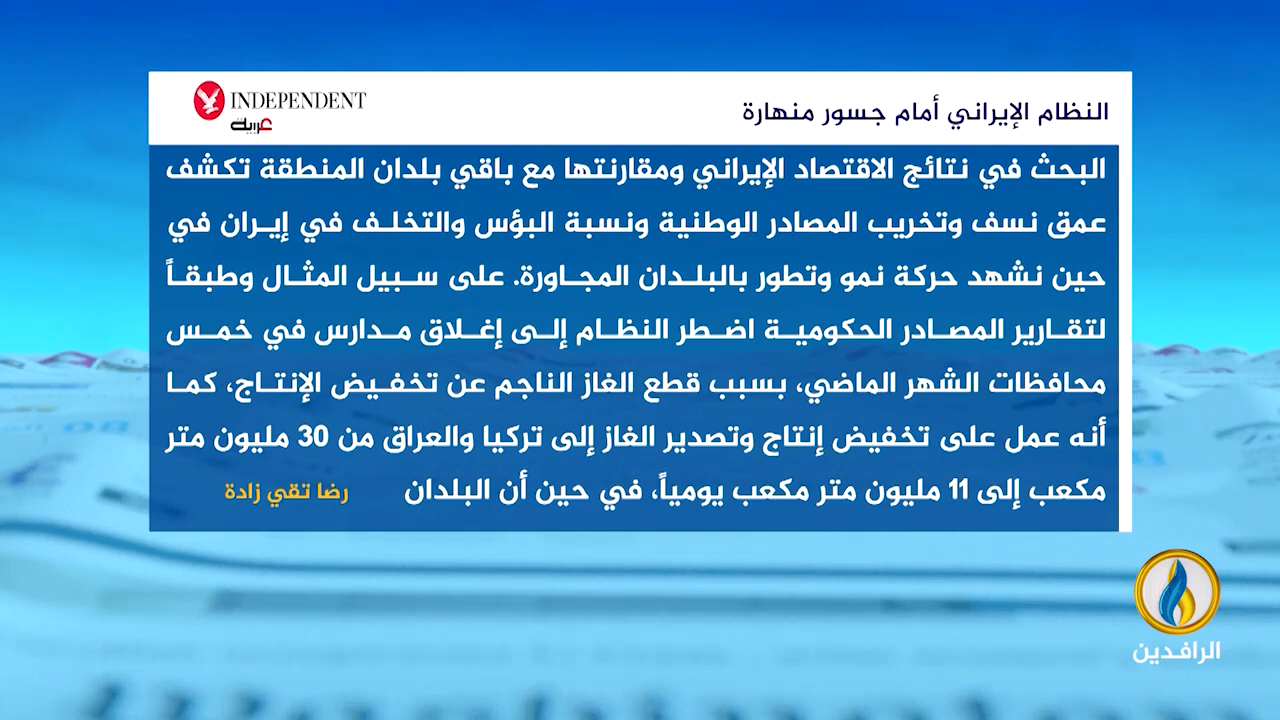 INDEPENDENT
عربية
النظام الإيراني أمام جسور منهارة
البحث في نتائج الاقتصاد الإيراني ومقارنتها مع باقي بلدان المنطقة تكشف
عمق نسف وتخريب المصادر الوطنية ونسبة البؤس والتخلف في إيران في
حين نشهد حركة نمو وتطور بالبلدان المجاورة. على سبيل المثال وطبقاً
لتقارير المصادر الحكومية اضطر النظام إلى إغلاق مدارس في خمس
محافظات الشهر الماضي، بسبب قطع الغاز الناجم عن تخفيض الإنتاج، كما
أنه عمل على تخفيض إنتاج وتصدير الغاز إلى تركيا والعراق من 30 مليون متر
مكعب إلى 11 مليون متر مكعب يومياً، في حين أن البلدان
رضا تقي زادة
الرافدين